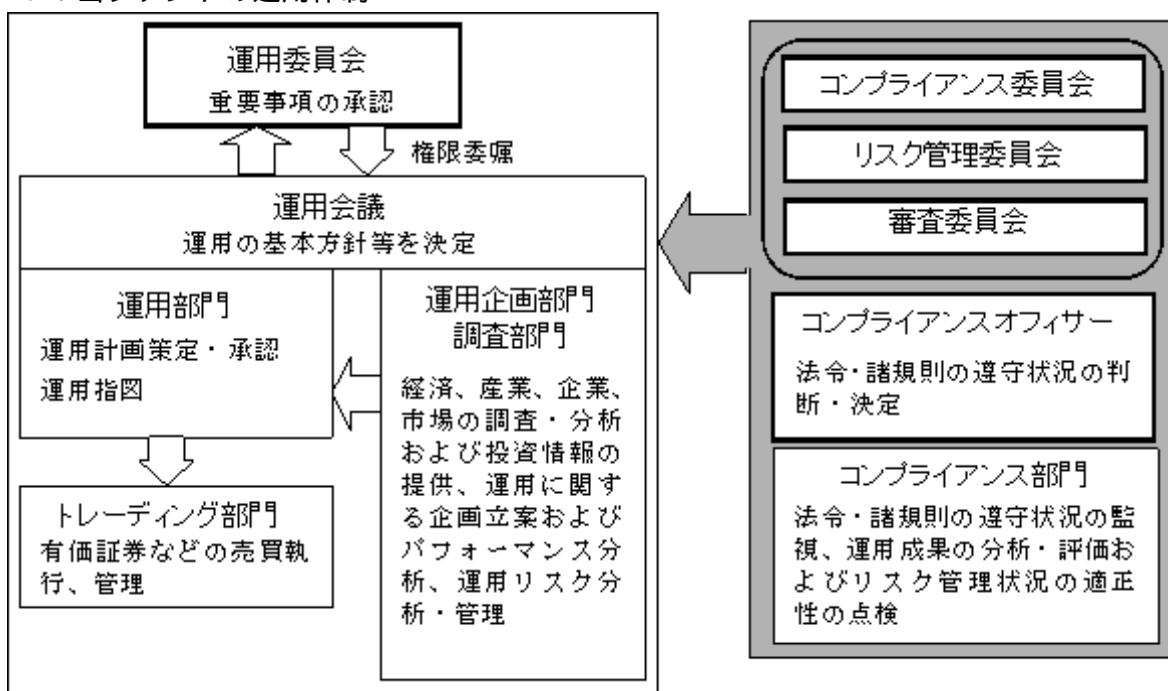 運用委員会
重要事項の承認
権限委嘱
運用会議
運用の基本方針等を決定
運用部門
運用計画策定・承認
運用指図
運用企画部門
調査部門
経済、産業、企業、
市場の調査・分析
および投資情報の
提供、運用に関す
る企画立案および
パフォーマンス分
析、運用リスク分
析・管理
トレーディング部門
有価証券などの売買執
行、管理
コンプライアンス委員会
リスク管理委員会
審査委員会
コンプライアンスオフィサー
法令・諸規則の遵守状況の判
断・決定
コンプライアンス部門
法令・諸規則の遵守状況の監
視、運用成果の分析・評価お
よびリスク管理状況の適正
性の点検